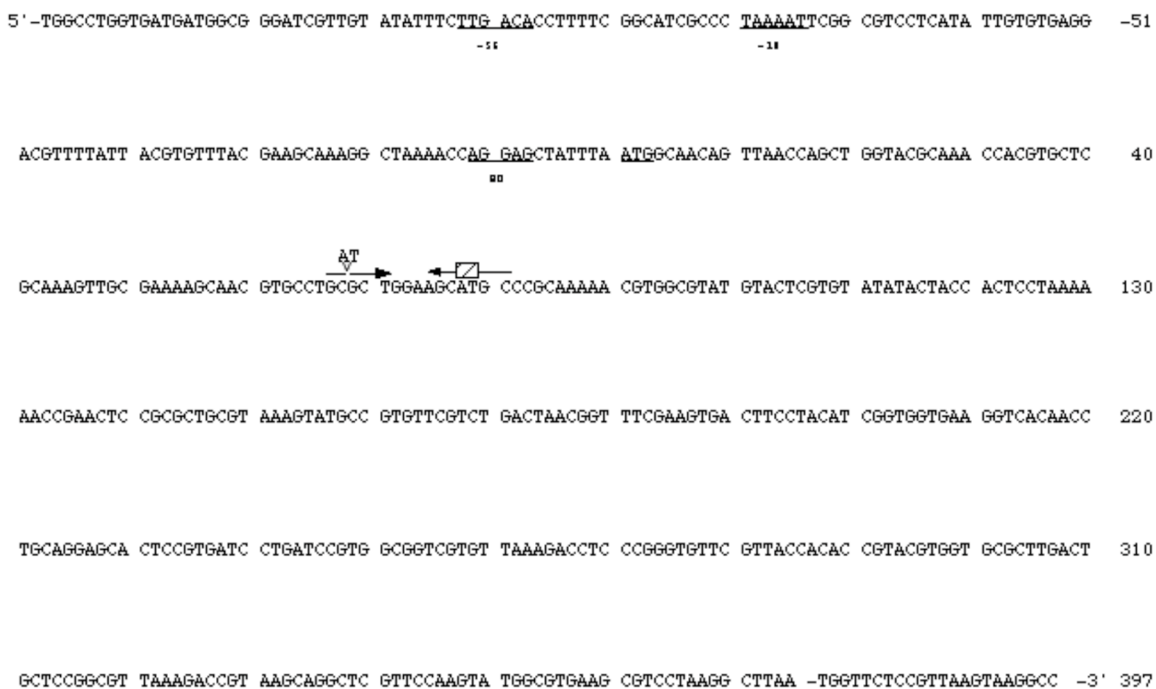 5'-TGGCCTGGTGATGATGGCG GGATCGTTGT ATATTTCTTG ACACCTTTTC GGCATCGCCC TAAAATTCGG CGTCCTCATA TTGTGTGAGG -51
-10
ACGTTTTATT ACGTGTTTAC GAAGCAAAGG CTAAAACCAG GAGCTATTTA ATGGCAACAG TTAACCAGCT GGTACGCAAA CCACGTGCTC 40
AT
GCAAAGTTGC GAAAAGCAAC GTGCCTGCGC TGGAAGCATG CCCGCAAAAA CGTGGCGTAT GTACTCGTGT ATATACTACC ACTCCTAAAA 130
AACCGAACTC CGCGCTGCGT AAAGTATGCC GTGTTCGTCT GACTAACGGT TTCGAAGTGA CTTCCTACAT CGGTGGTGAA GGTCACAACC 220
TGCAGGAGCA CTCCGTGATC CTGATCCGTG GCGGTCGTGT TAAAGACCTC CCGGGTGTTC GTTACCACAC CGTACGTGGT GCGCTTGACT 310
GCTCCGGCGT TAAAGACCGT AAGCAGGCTC GTTCCAAGTA TGGCGTGAAG CGTCCTAAGG CTTAA -TGGTTCTCCGTTAAGTAAGGCC -3' 397